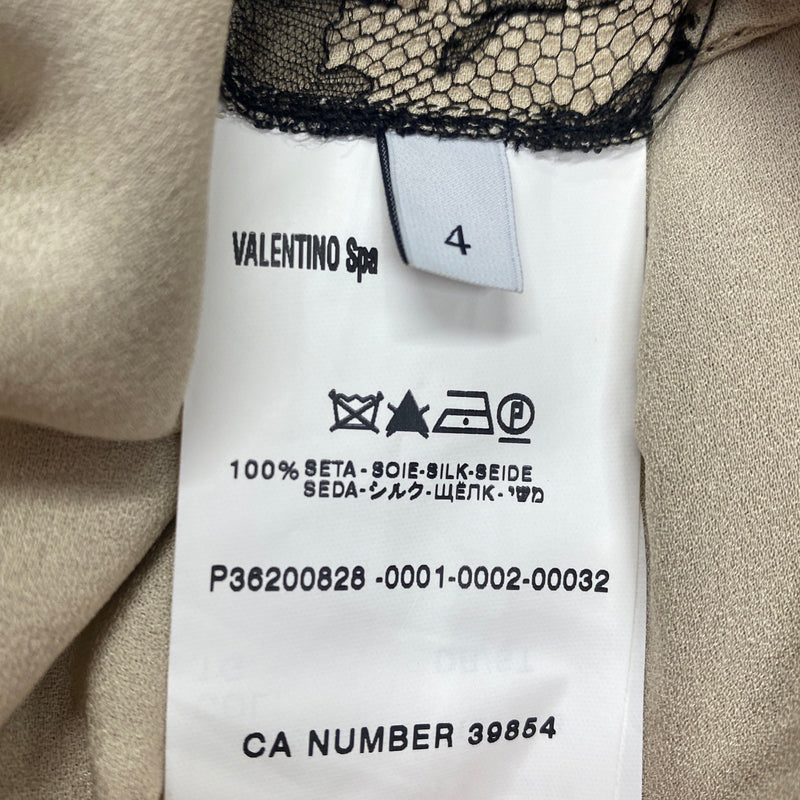 4
VALENTINO Spa
P
100% SETA-SOIE-SILK-SEIDE
SEDA-シルク-ЩЁЛК-משי
P36200828 -0001-0002-00032
CA NUMBER 39854